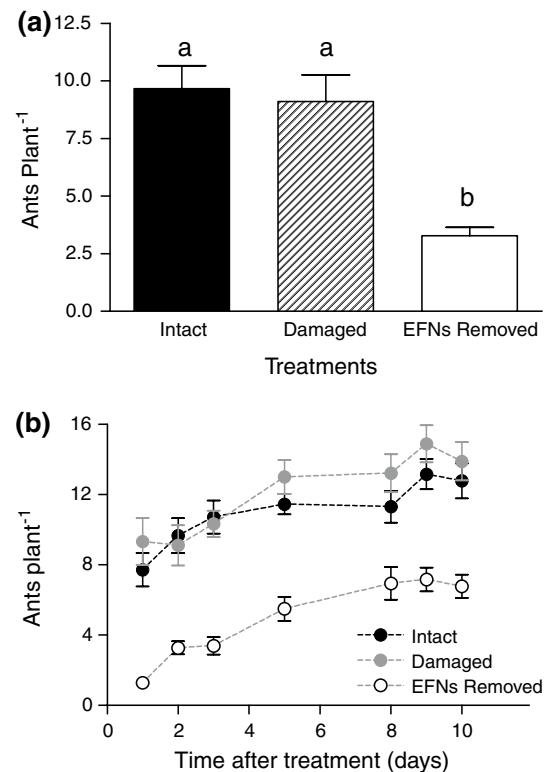 (a)
12.5
10.0
7.5
5.0
2.5
0.0
Ants Plant⁻¹
a
a
b
Intact
Damaged
EFNs Removed
Treatments
(b)
16
12
8
4
0
Ants plant⁻¹
Intact
Damaged
EFNs Removed
0 2 4 6 8 10
Time after treatment (days)